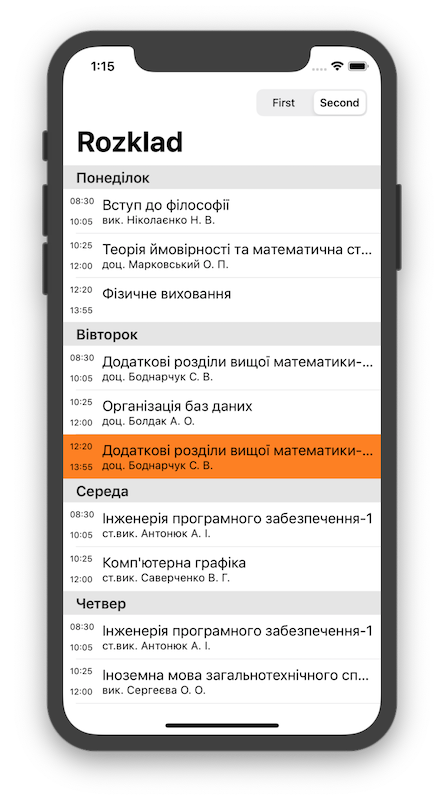 1:15
First Second
Rozklad
Понеділок
08:30 Вступ до філософії
10:05 вик. Ніколаєнко Н. В.
10:25 Теорія ймовірності та математична ст...
12:00 доц. Марковський О. П.
12:20 Фізичне виховання
13:55
Вівторок
08:30 Додаткові розділи вищої математики-...
10:05 доц. Боднарчук С. В.
10:25 Організація баз даних
12:00 доц. Болдак А. О.
12:20 Додаткові розділи вищої математики-...
13:55 доц. Боднарчук С. В.
Середа
08:30 Інженерія програмного забезпечення-1
10:05 ст.вик. Антонюк А. І.
10:25 Комп'ютерна графіка
12:00 ст.вик. Саверченко В. Г.
Четвер
08:30 Інженерія програмного забезпечення-1
10:05 ст.вик. Антонюк А. І.
10:25 Іноземна мова загальнотехнічного сп...
12:00 вик. Сергеєва О. О.